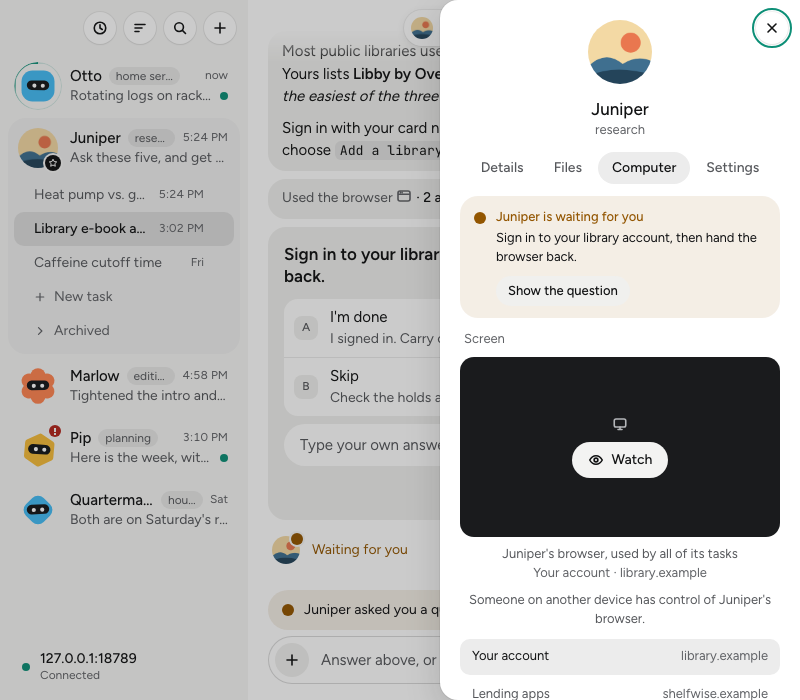 Otto home ser... now
Rotating logs on rack...
Juniper rese... 5:24 PM
Ask these five, and get ...
Heat pump vs. g... 5:24 PM
Library e-book a... 3:02 PM
Caffeine cutoff time Fri
New task
Archived
Marlow editi... 4:58 PM
Tightened the intro and...
Pip planning 3:10 PM
Here is the week, wit...
Quarterma... hou... Sat
Both are on Saturday's r...
127.0.0.1:18789
Connected
Most public libraries use
Yours lists Libby by Ove
the easiest of the three
Sign in with your card n
choose Add a library
Used the browser · 2 a
Sign in to your librar
back.
A I'm done
I signed in. Carry
B Skip
Check the holds a
Type your own answe
Waiting for you
Juniper asked you a q
Answer above, or
Juniper
research
Details Files Computer Settings
Juniper is waiting for you
Sign in to your library account, then hand the
browser back.
Show the question
Screen
Watch
Juniper's browser, used by all of its tasks
Your account · library.example
Someone on another device has control of Juniper's
browser.
Your account library.example
Lending apps shelfwise.example